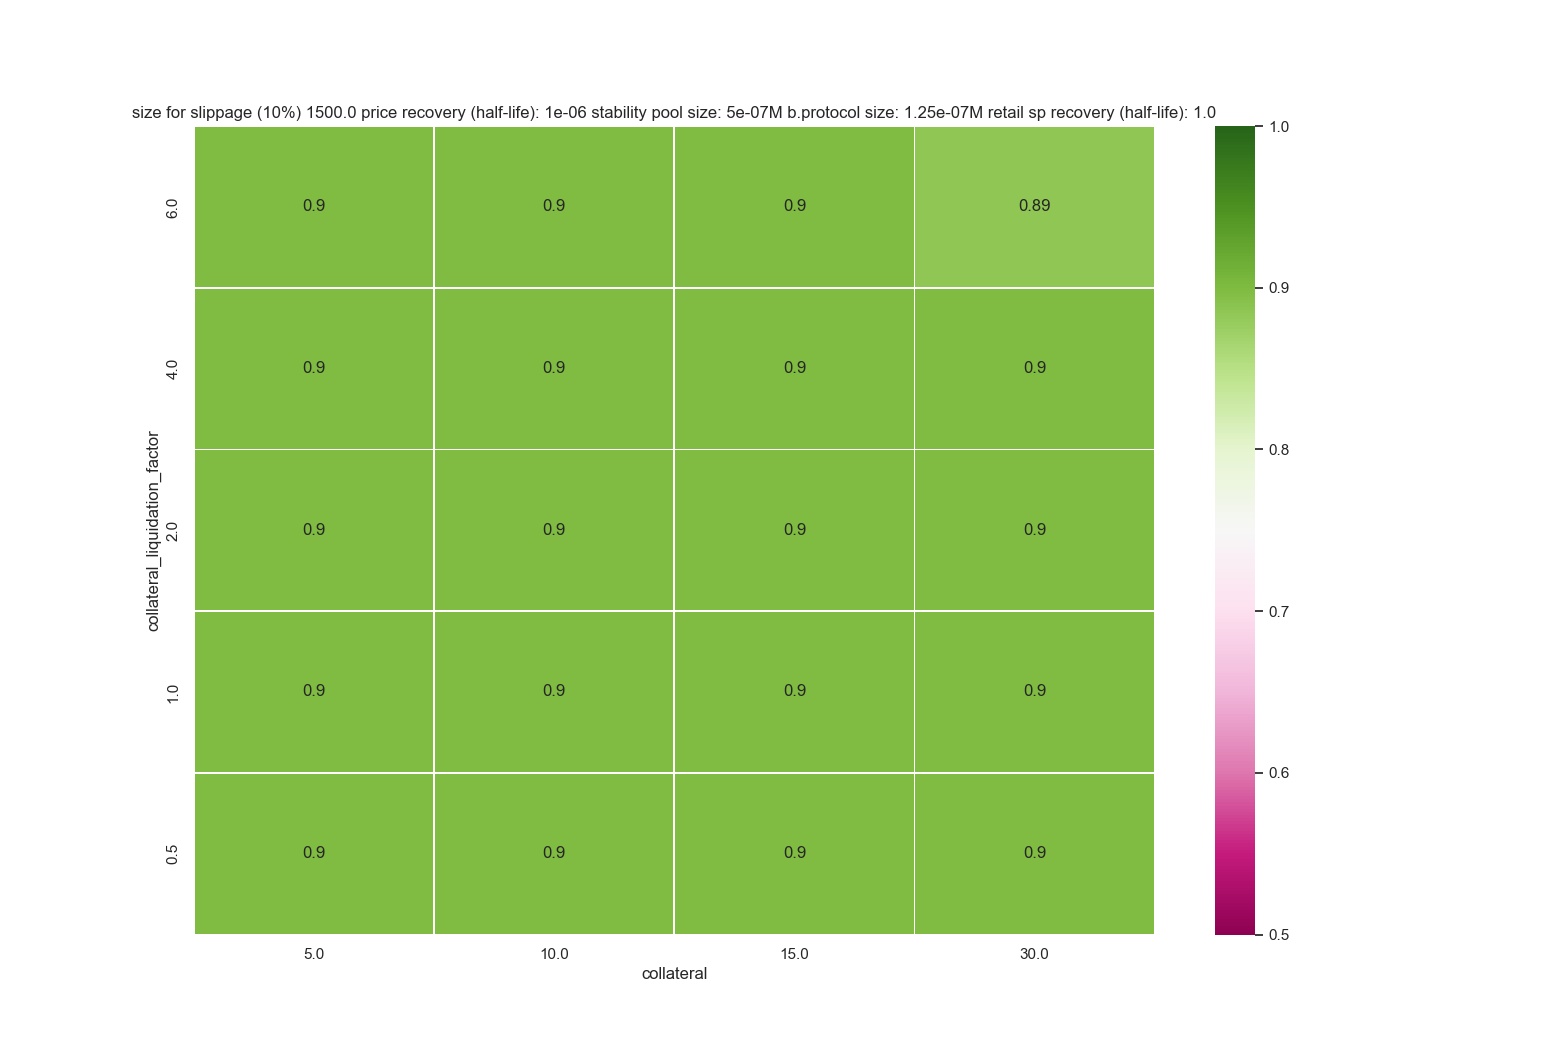 size for slippage (10%) 1500.0 price recovery (half-life): 1e-06 stability pool size: 5e-07M b.protocol size: 1.25e-07M retail sp recovery (half-life): 1.0
1.0
6.0
0.9 0.9 0.9 0.89
0.9
4.0
0.9 0.9 0.9 0.9
0.8
collateral_liquidation_factor
2.0
0.9 0.9 0.9 0.9
0.7
1.0
0.9 0.9 0.9 0.9
0.6
0.5
0.9 0.9 0.9 0.9
0.5
5.0 10.0 15.0 30.0
collateral